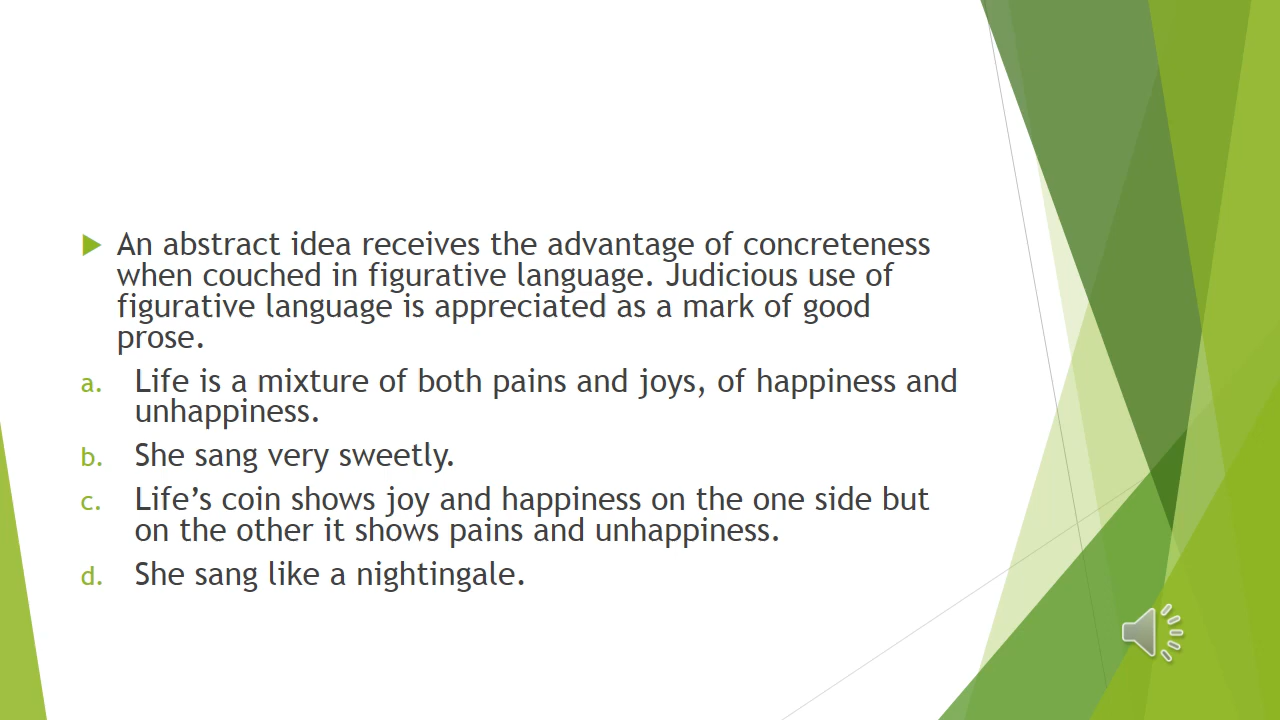 An abstract idea receives the advantage of concreteness
when couched in figurative language. Judicious use of
figurative language is appreciated as a mark of good
prose.
a. Life is a mixture of both pains and joys, of happiness and
unhappiness.
b. She sang very sweetly.
c. Life’s coin shows joy and happiness on the one side but
on the other it shows pains and unhappiness.
d. She sang like a nightingale.